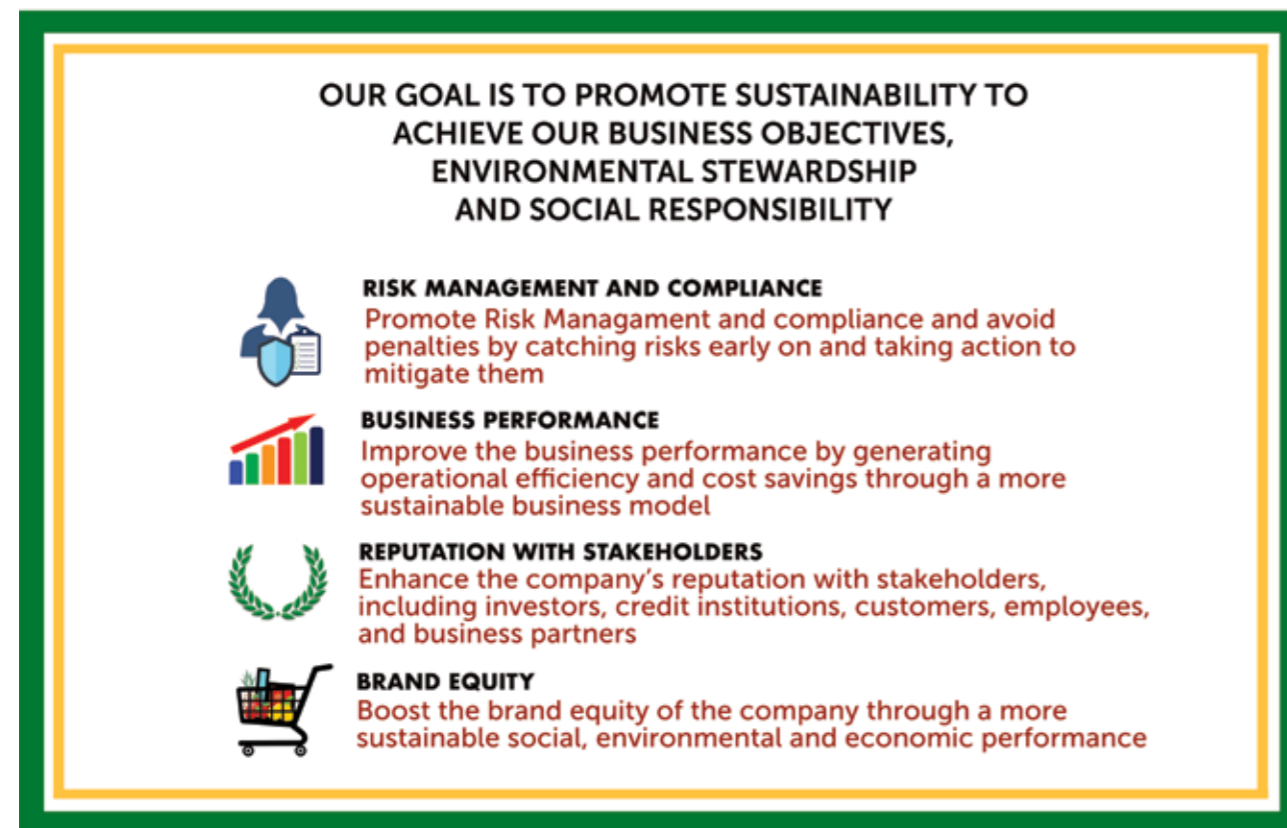 OUR GOAL IS TO PROMOTE SUSTAINABILITY TO
ACHIEVE OUR BUSINESS OBJECTIVES,
ENVIRONMENTAL STEWARDSHIP
AND SOCIAL RESPONSIBILITY
RISK MANAGEMENT AND COMPLIANCE
Promote Risk Managament and compliance and avoid
penalties by catching risks early on and taking action to
mitigate them
BUSINESS PERFORMANCE
Improve the business performance by generating
operational efficiency and cost savings through a more
sustainable business model
REPUTATION WITH STAKEHOLDERS
Enhance the company’s reputation with stakeholders,
including investors, credit institutions, customers, employees,
and business partners
BRAND EQUITY
Boost the brand equity of the company through a more
sustainable social, environmental and economic performance